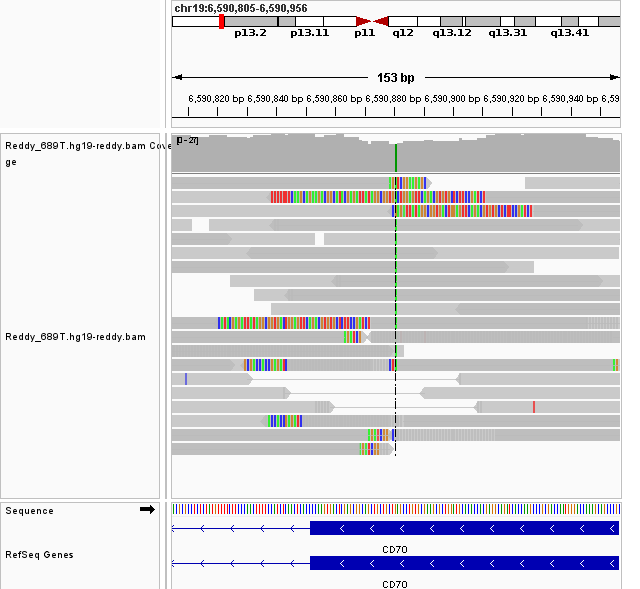 chr19:6,590,805-6,590,956
p13.2 p13.11 p11 q12 q13.12 q13.31 q13.41
153 bp
6,590,820 bp 6,590,840 bp 6,590,860 bp 6,590,880 bp 6,590,900 bp 6,590,920 bp 6,590,940 bp 6,59
Reddy_689T.hg19-reddy.bam Cove
ge
[0 - 27]
Reddy_689T.hg19-reddy.bam
Sequence
RefSeq Genes
CD70
CD70